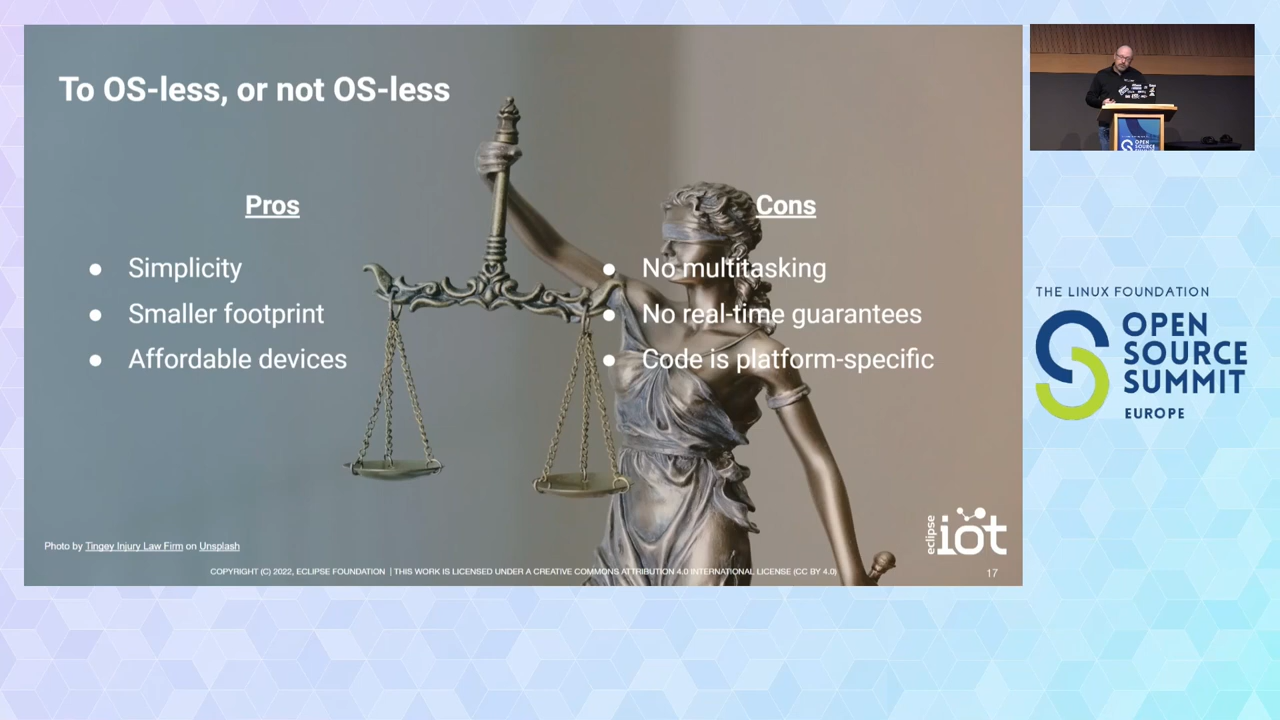 To OS-less, or not OS-less
Pros
● Simplicity
● Smaller footprint
● Affordable devices
Cons
● No multitasking
● No real-time guarantees
● Code is platform-specific
Photo by Tingey Injury Law Firm on Unsplash
eclipse
iot
COPYRIGHT (C) 2022, ECLIPSE FOUNDATION | THIS WORK IS LICENSED UNDER A CREATIVE COMMONS ATTRIBUTION 4.0 INTERNATIONAL LICENSE (CC BY 4.0)
17
OPEN
SOURCE
THE LINUX FOUNDATION
OPEN
SOURCE
SUMMIT
EUROPE